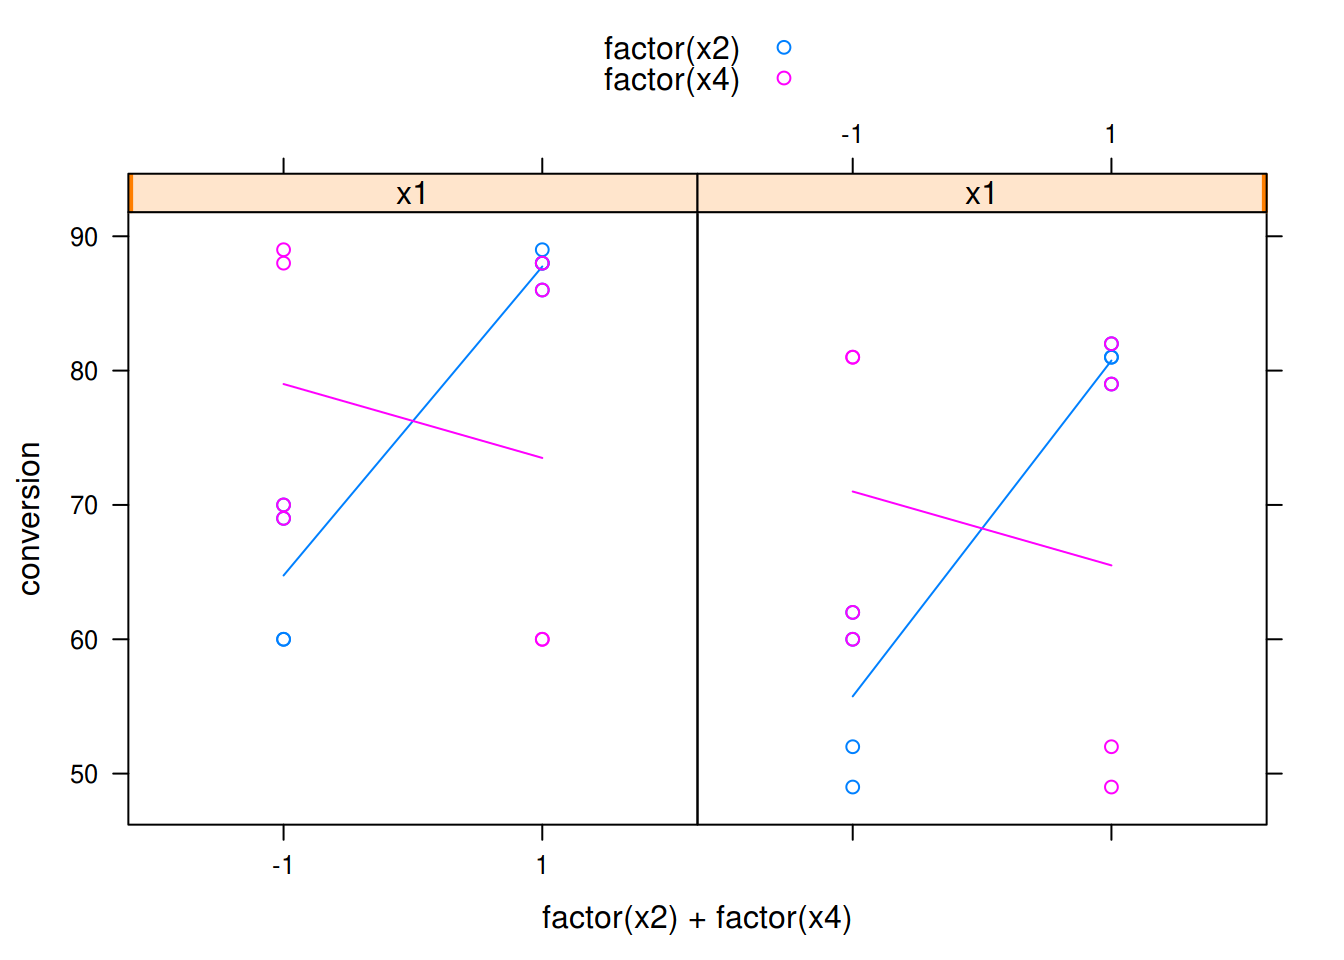 factor(x2)
factor(x4)
-1 1
x1 x1
90
80
70
60
50
conversion
-1 1
factor(x2) + factor(x4)